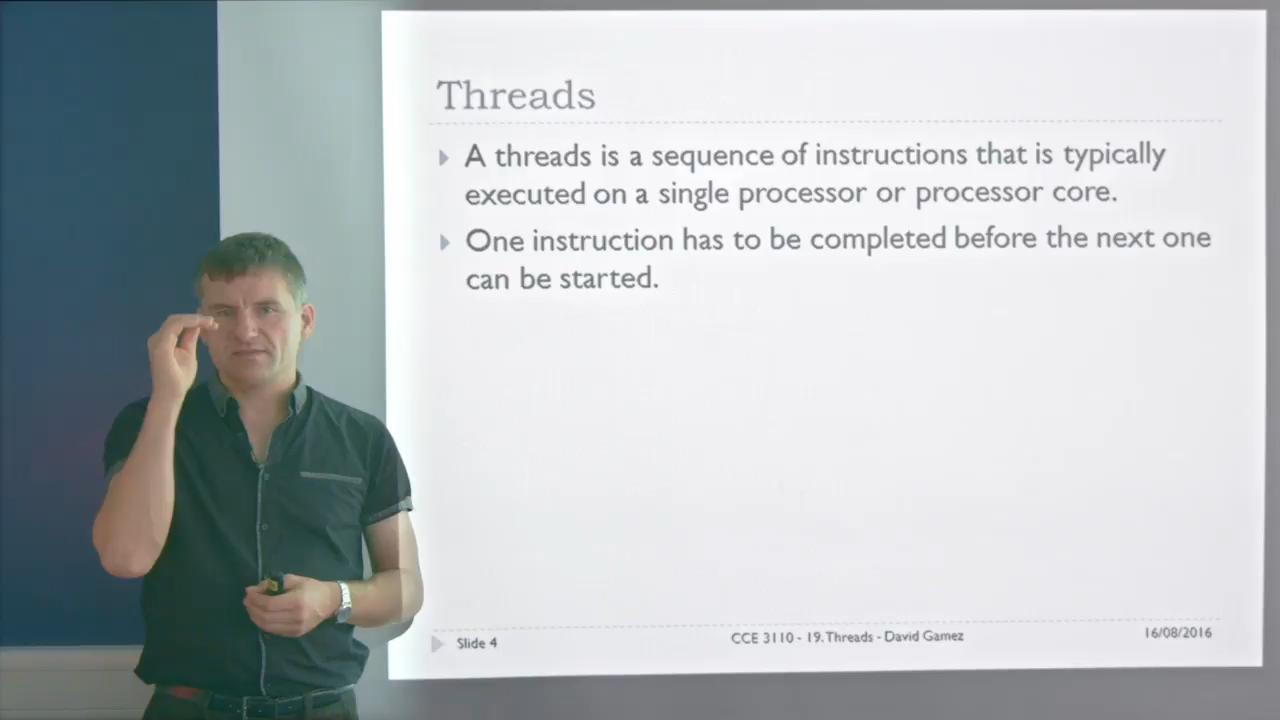 Threads
A threads is a sequence of instructions that is typically
executed on a single processor or processor core.
One instruction has to be completed before the next one
can be started.
Slide 4
CCE 3110 - 19. Threads - David Gamez
16/08/2016